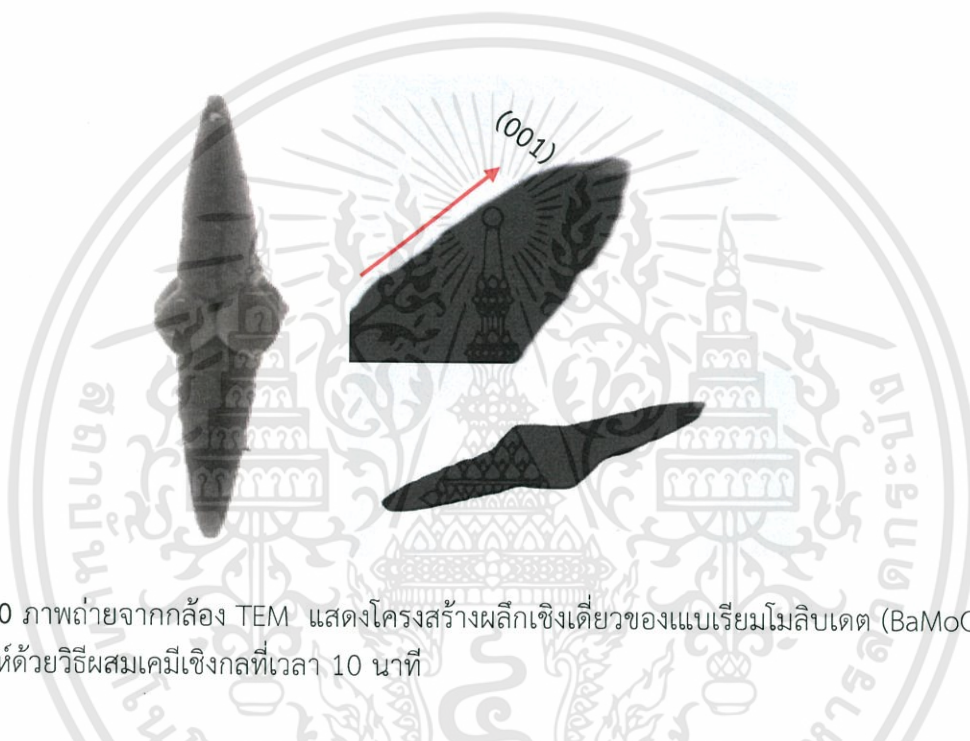 (001)
0 ภาพถ่ายจากกล้อง TEM แสดงโครงสร้างผลึกเชิงเดี่ยวของแบเรียมโมลิบเดต (BaMoO
ห์ด้วยวิธีผสมเคมีเชิงกลที่เวลา 10 นาที